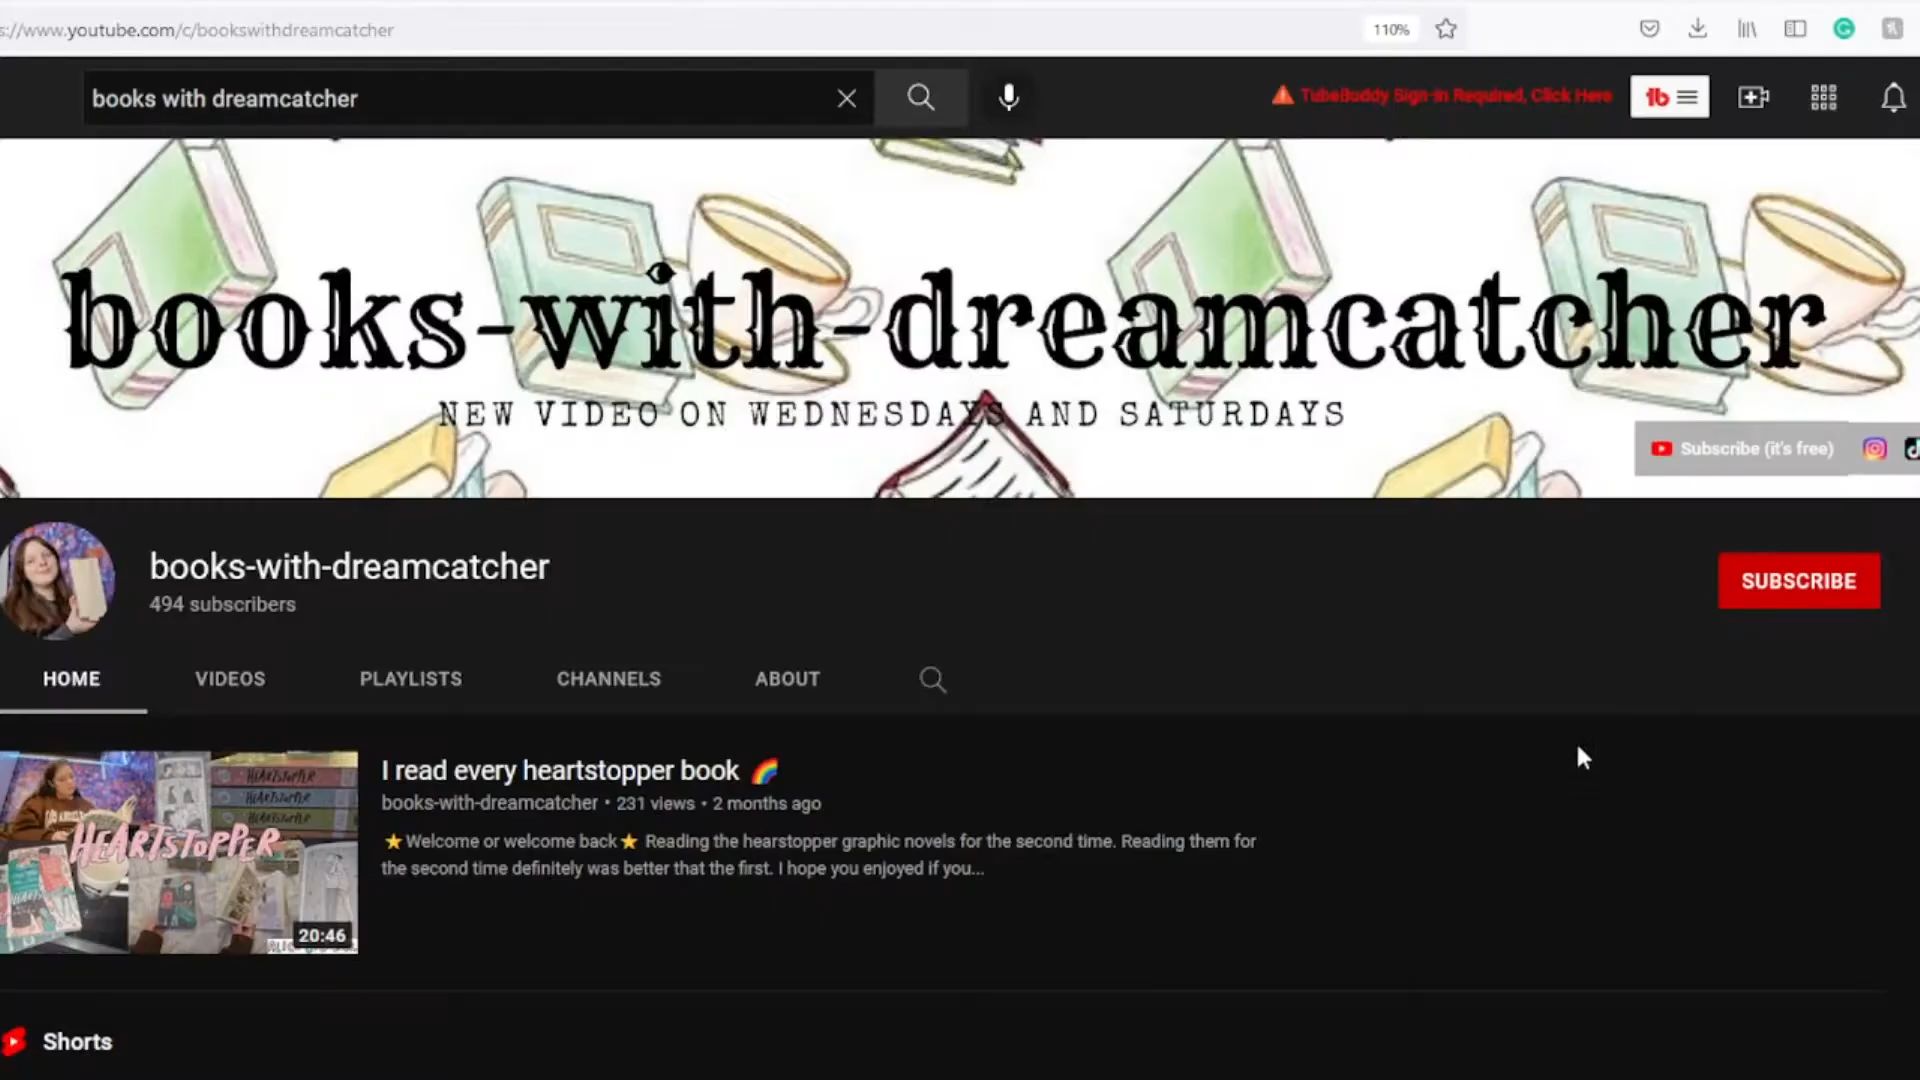 s://www.youtube.com/c/bookswithdreamcatcher
110%
books with dreamcatcher
TubeBuddy Sign-in Required, Click Here
tb
books-with-dreamcatcher
NEW VIDEO ON WEDNESDAYS AND SATURDAYS
Subscribe (it's free)
books-with-dreamcatcher
494 subscribers
SUBSCRIBE
HOME
VIDEOS
PLAYLISTS
CHANNELS
ABOUT
I read every heartstopper book 🌈
books-with-dreamcatcher • 231 views • 2 months ago
⭐Welcome or welcome back⭐ Reading the hearstopper graphic novels for the second time. Reading them for
the second time definitely was better that the first. I hope you enjoyed if you...
HEARTSTOPPER
HEARTSTOPPER
HEARTSTOPPER
HEARTSTOPPER
20:46
Shorts